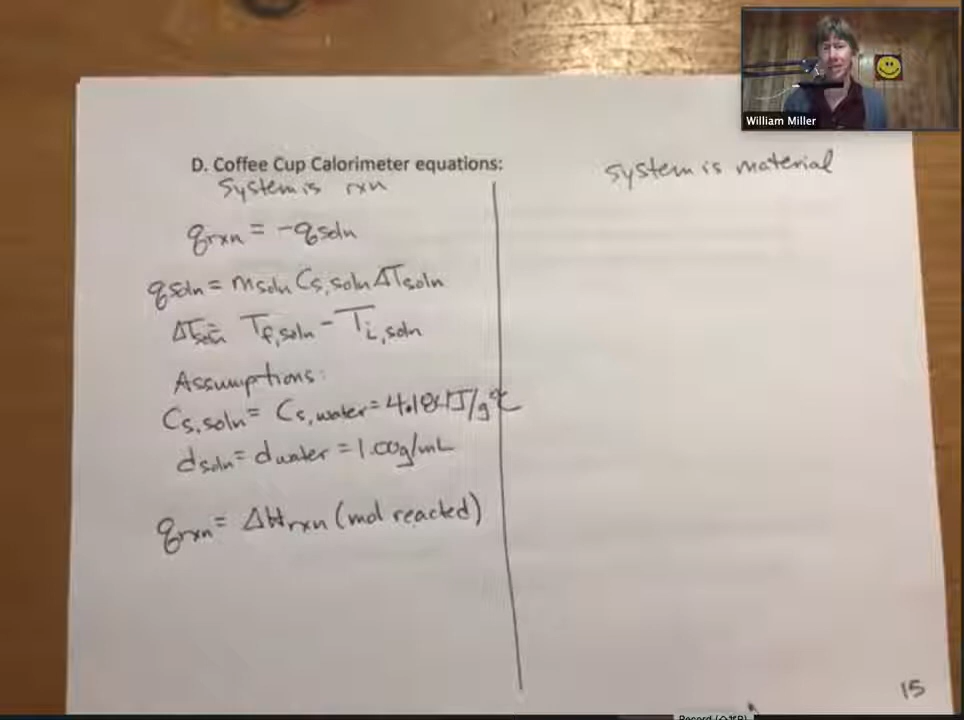 William Miller
D. Coffee Cup Calorimeter equations:
System is rxn
system is material
qrxn = -qsoln
qsoln = msoln Cs,soln ΔTsoln
ΔTsoln = Tf,soln - Ti,soln
Assumptions:
Cs,soln = Cs,water = 4.184J/g°C
dsoln = dwater = 1.00g/mL
qrxn = ΔHrxn (mol reacted)
15